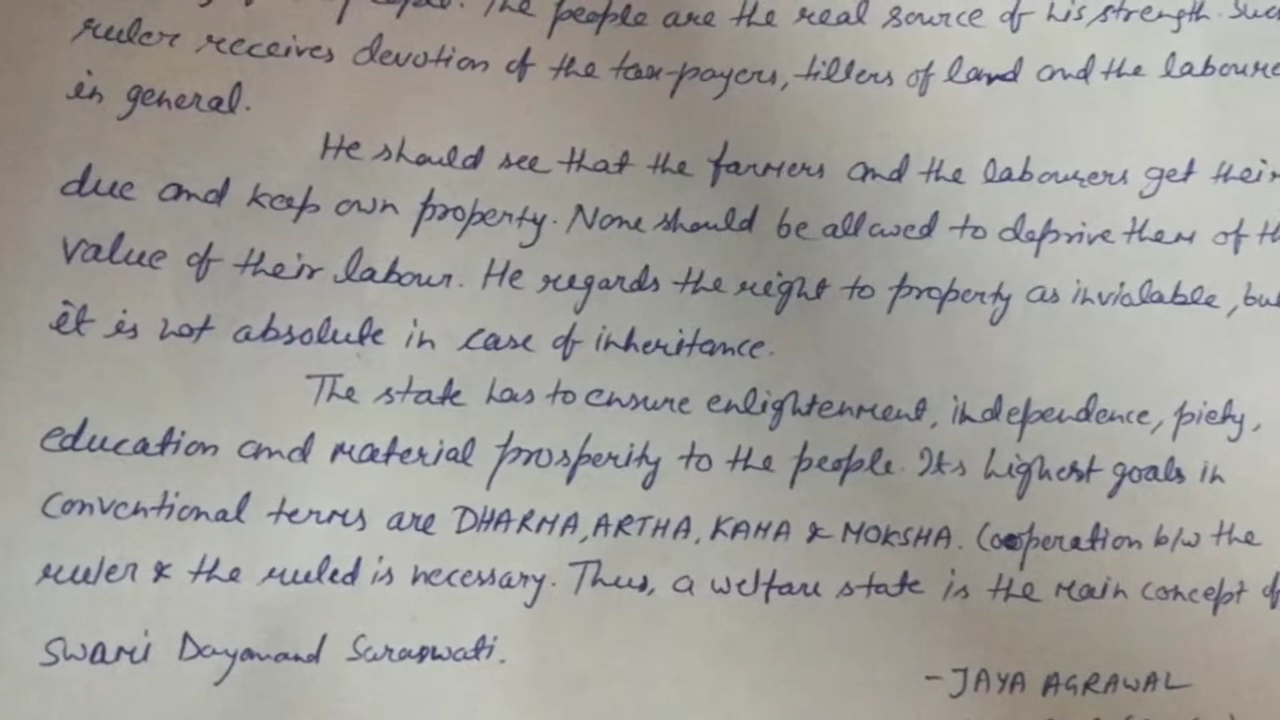 The people are the real source of his strength. Such
ruler receives devotion of the tax-payers, tillers of land and the laboure
in general.
He should see that the farmers and the labourers get their
due and keep own property. None should be allowed to deprive them of th
value of their labour. He regards the right to property as inviolable, but
it is not absolute in case of inheritance.
The state has to ensure enlightenment, independence, piety,
education and material prosperity to the people. Its highest goals in
conventional terms are DHARMA, ARTHA, KAMA & MOKSHA. Cooperation b/w the
ruler & the ruled is necessary. Thus, a welfare state is the main concept of
Swami Dayanand Saraswati.
- JAYA AGRAWAL